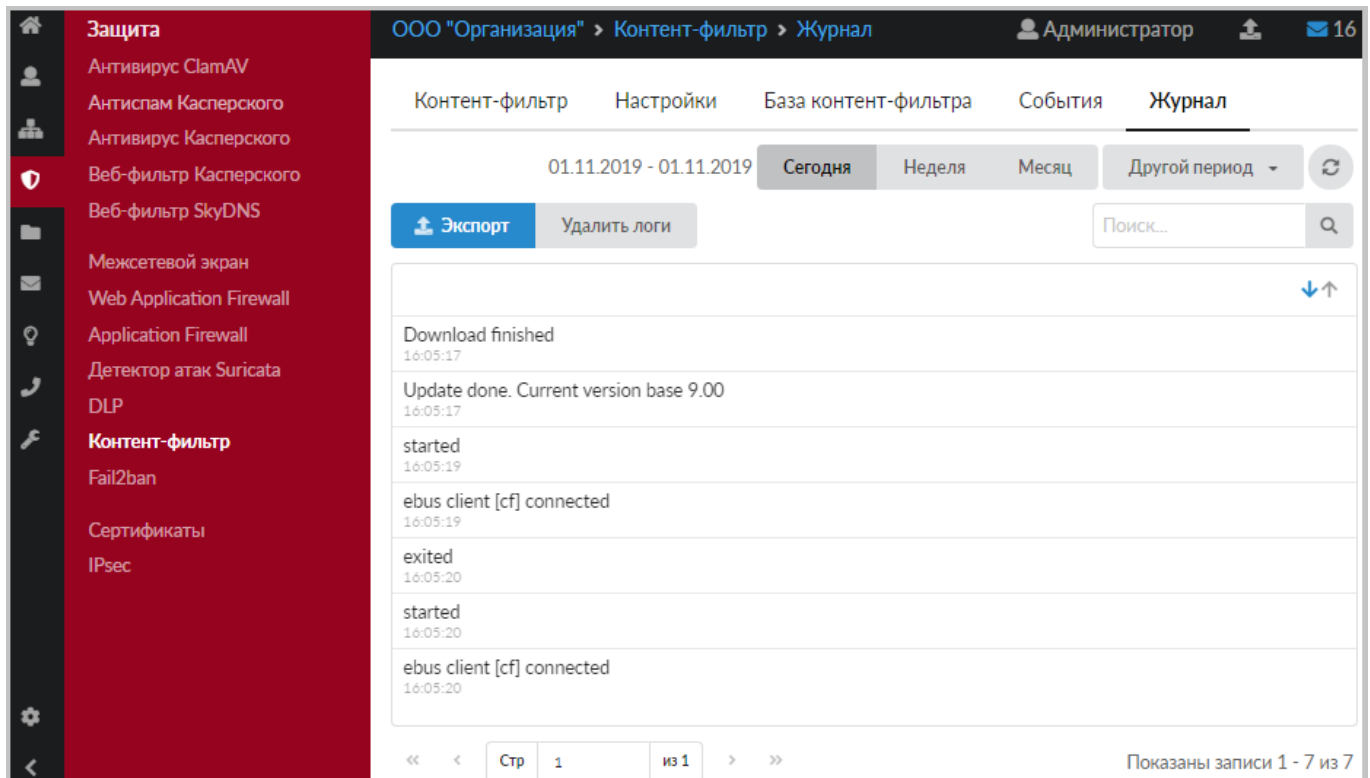 Защита
Антивирус ClamAV
Антиспам Касперского
Антивирус Касперского
Веб-фильтр Касперского
Веб-фильтр SkyDNS
Межсетевой экран
Web Application Firewall
Application Firewall
Детектор атак Suricata
DLP
Контент-фильтр
Fail2ban
Сертификаты
IPsec
ООО "Организация" > Контент-фильтр > Журнал Администратор 16
Контент-фильтр Настройки База контент-фильтра События Журнал
01.11.2019 - 01.11.2019 Сегодня Неделя Месяц Другой период
Экспорт Удалить логи Поиск...
Download finished
16:05:17
Update done. Current version base 9.00
16:05:17
started
16:05:19
ebus client [cf] connected
16:05:19
exited
16:05:20
started
16:05:20
ebus client [cf] connected
16:05:20
Стр 1 из 1 Показаны записи 1 - 7 из 7